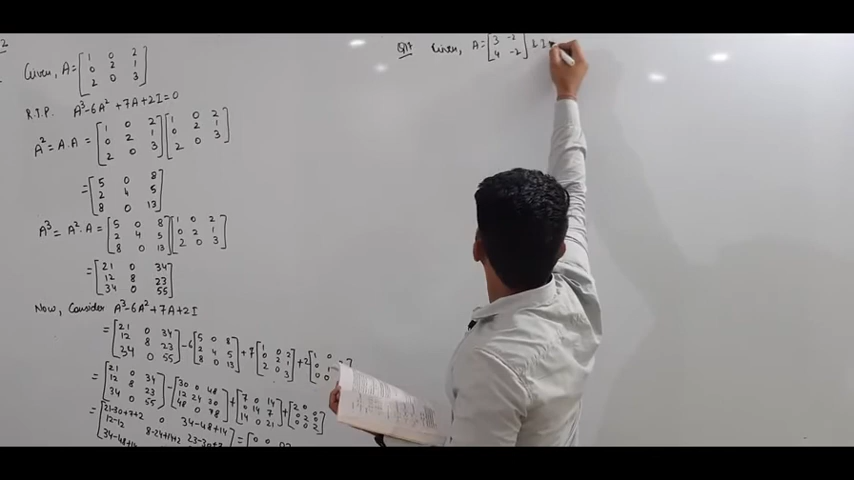 2
Given, A = [1 0 2; 0 2 1; 2 0 3]
R.T.P. A³-6A²+7A+2I=0
A² = A.A = [1 0 2; 0 2 1; 2 0 3] [1 0 2; 0 2 1; 2 0 3]
= [5 0 8; 2 4 5; 8 0 13]
A³ = A².A = [5 0 8; 2 4 5; 8 0 13] [1 0 2; 0 2 1; 2 0 3]
= [21 0 34; 12 8 23; 34 0 55]
Now, Consider A³-6A²+7A+2I
= [21 0 34; 12 8 23; 34 0 55] -6 [5 0 8; 2 4 5; 8 0 13] +7 [1 0 2; 0 2 1; 2 0 3] +2 [1 0; 0 1; 0 0
= [21 0 34; 12 8 23; 34 0 55] - [30 0 48; 12 24 30; 48 0 78] + [7 0 14; 0 14 7; 14 0 21] + [2 0 0; 0 2 0; 0 0 2]
= [21-30+7+2 0 34-48+14; 12-12 8-24+14+2 23-30+7; 34-48+14
Q17 Given, A = [3 -2; 4 -2] & I